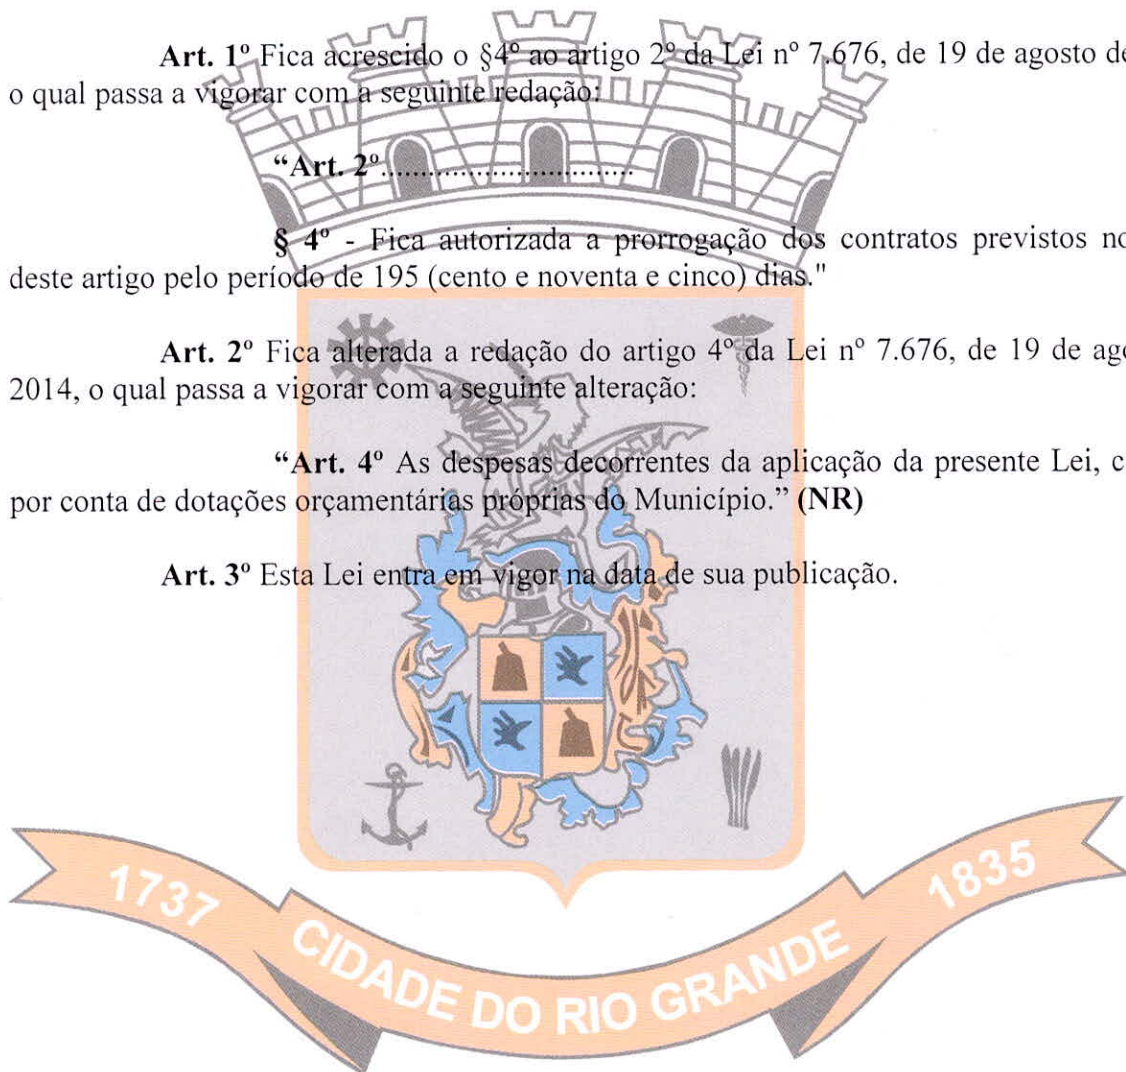 Art. 1º Fica acrescido o §4º ao artigo 2º da Lei nº 7.676, de 19 de agosto de
o qual passa a vigorar com a seguinte redação:
“Art. 2º.................................
§ 4º - Fica autorizada a prorrogação dos contratos previstos no
deste artigo pelo período de 195 (cento e noventa e cinco) dias."
Art. 2º Fica alterada a redação do artigo 4º da Lei nº 7.676, de 19 de
2014, o qual passa a vigorar com a seguinte alteração:
“Art. 4º As despesas decorrentes da aplicação da presente Lei,
por conta de dotações orçamentárias próprias do Município.” (NR)
Art. 3º Esta Lei entra em vigor na data de sua publicação.
1737 CIDADE DO RIO GRANDE 1835